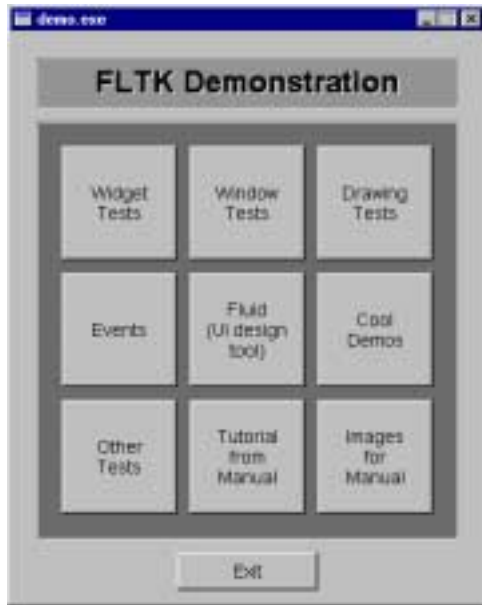 demo.exe
FLTK Demonstration
Widget
Tests
Window
Tests
Drawing
Tests
Events
Fluid
(UI design
tool)
Cool
Demos
Other
Tests
Tutorial
from
Manual
Images
for
Manual
Exit